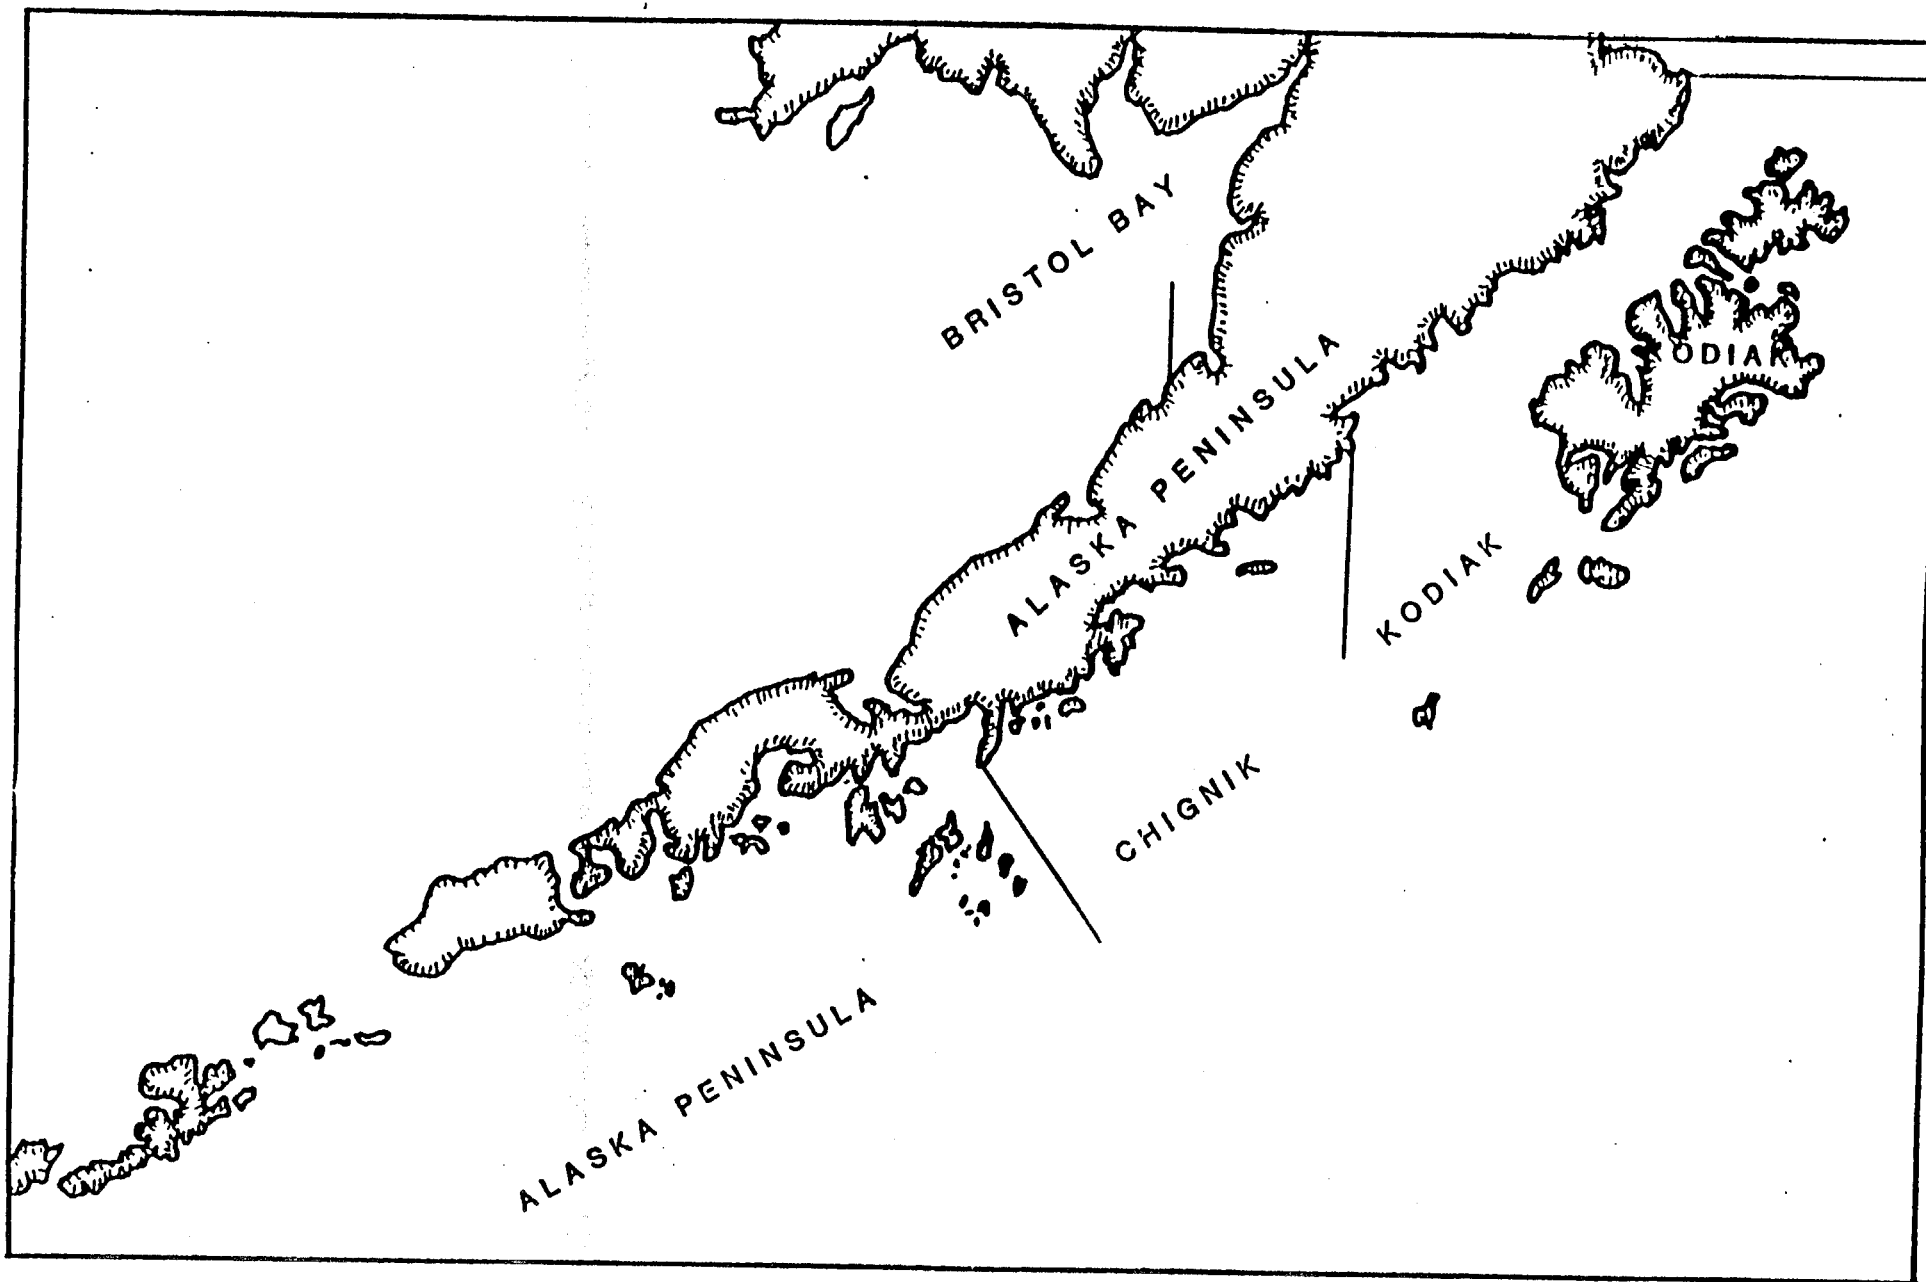 BRISTOL BAY
KODIAK
ALASKA PENINSULA
KODIAK
CHIGNIK
ALASKA PENINSULA